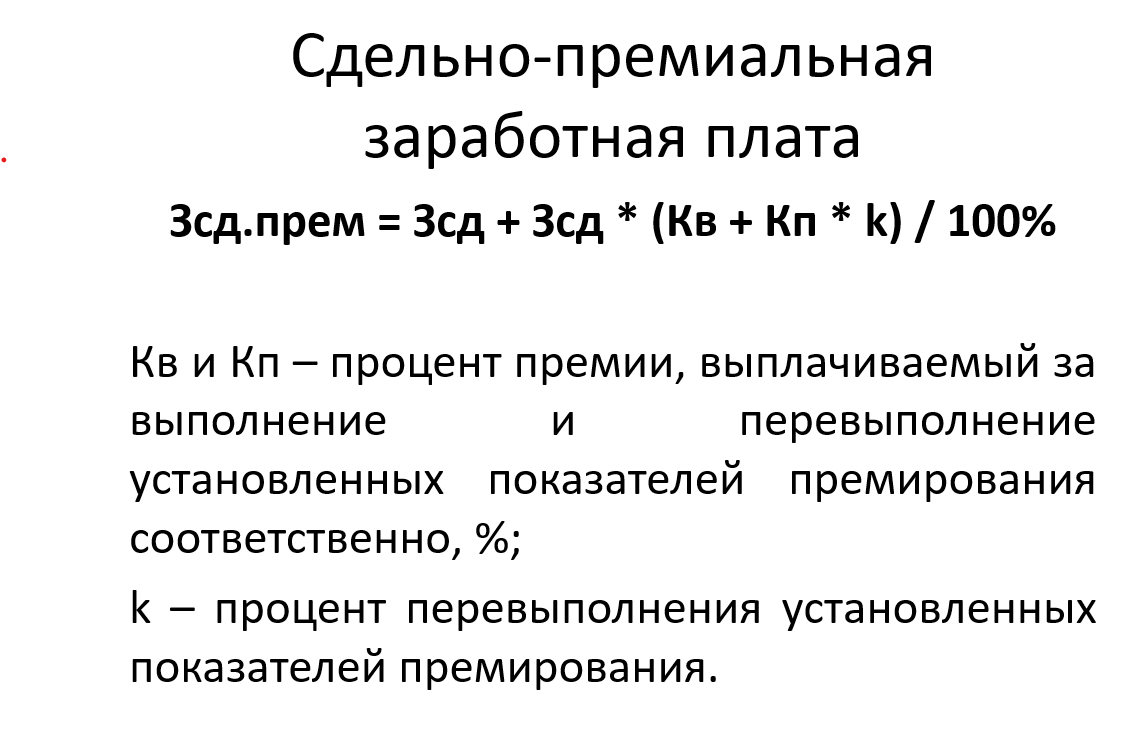 Сдельно-премиальная
заработная плата
Зсд.прем = Зсд + Зсд * (Кв + Кп * k) / 100%
Кв и Кп – процент премии, выплачиваемый за
выполнение и перевыполнение
установленных показателей премирования
соответственно, %;
k – процент перевыполнения установленных
показателей премирования.